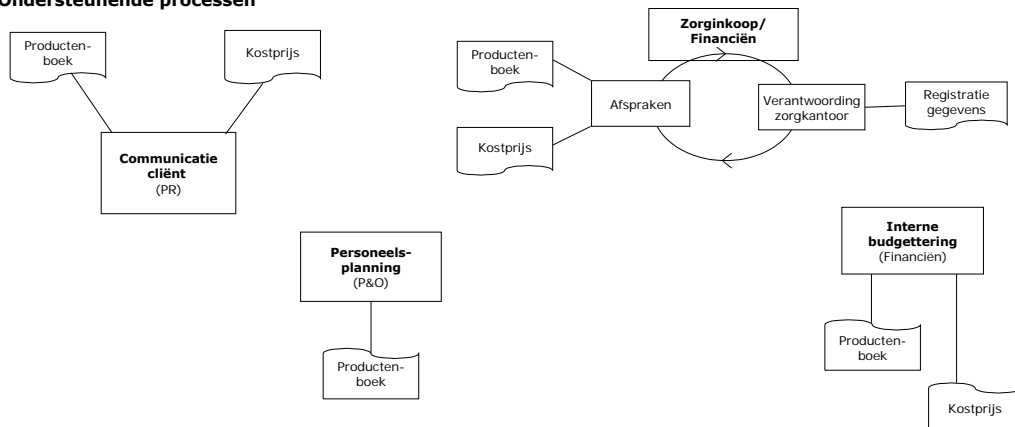 Ondersteunende processen
Producten-
boek
Kostprijs
Communicatie
cliënt
(PR)
Zorginkoop/
Financiën
Producten-
boek
Kostprijs
Afspraken
Verantwoording
zorgkantoor
Registratie
gegevens
Personeels-
planning
(P&O)
Producten-
boek
Interne
budgettering
(Financiën)
Producten-
boek
Kostprijs